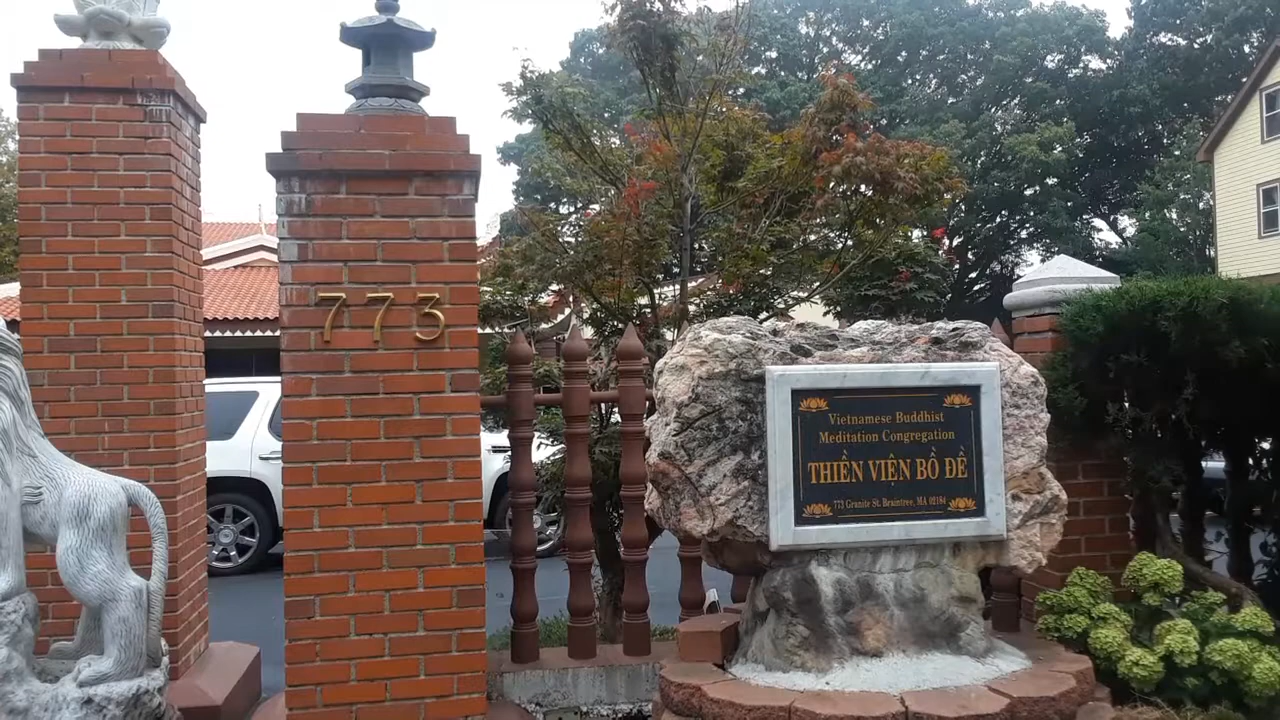 773
Vietnamese Buddhist
Meditation Congregation
THIỀN VIỆN BỒ ĐỀ
773 Granite St. Braintree, MA 02184